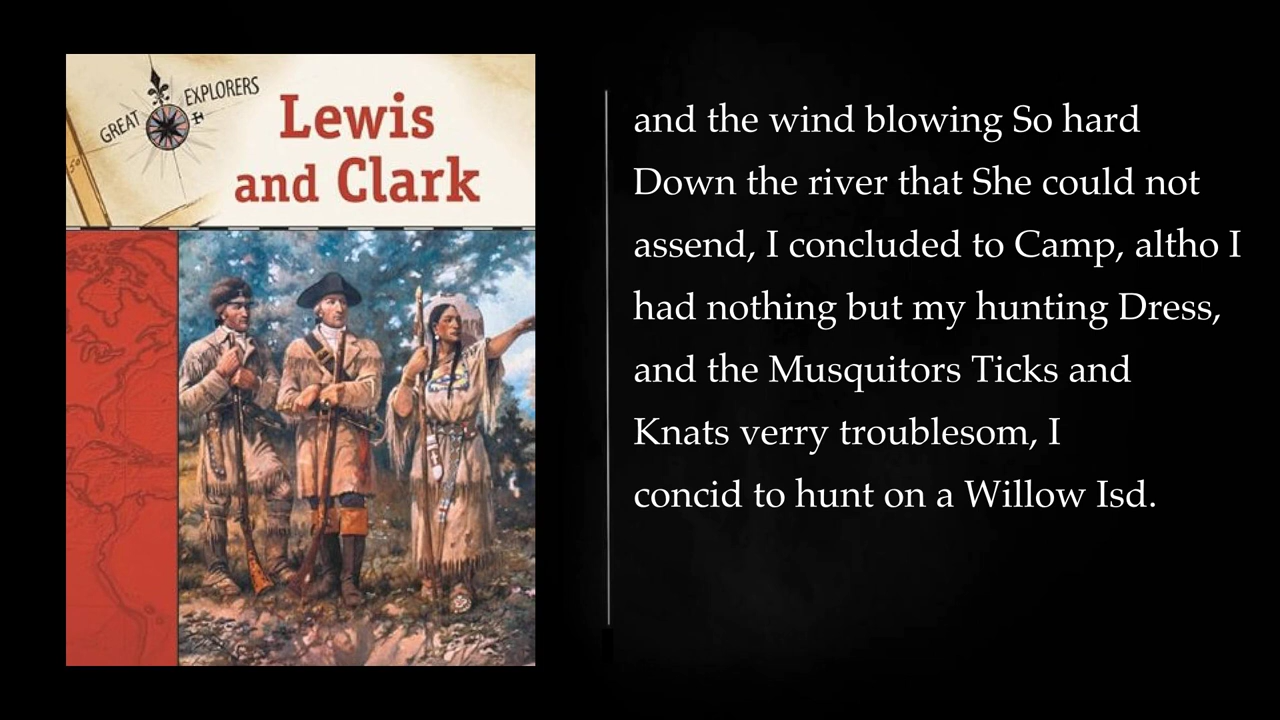 GREAT EXPLORERS
Lewis
and Clark
and the wind blowing So hard
Down the river that She could not
assend, I concluded to Camp, altho I
had nothing but my hunting Dress,
and the Musquitors Ticks and
Knats verry troublesom, I
concid to hunt on a Willow Isd.